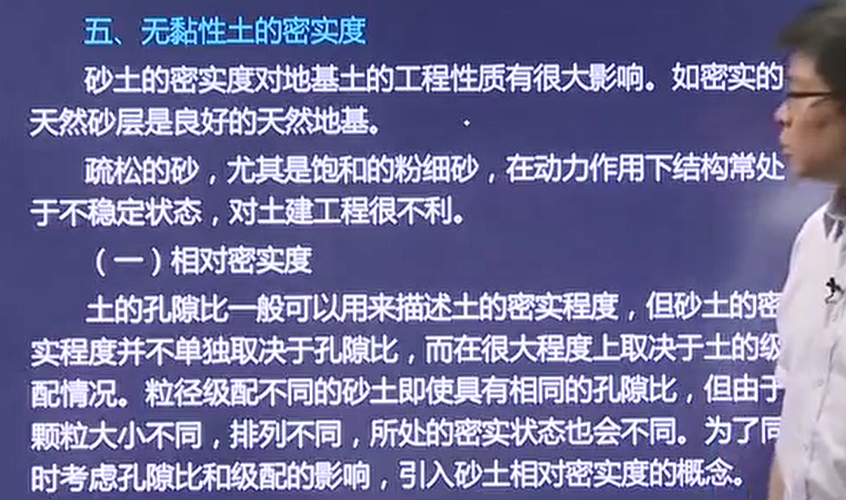 五、无黏性土的密实度
砂土的密实度对地基土的工程性质有很大影响。如密实的
天然砂层是良好的天然地基。
疏松的砂，尤其是饱和的粉细砂，在动力作用下结构常处
于不稳定状态，对土建工程很不利。
（一）相对密实度
土的孔隙比一般可以用来描述土的密实程度，但砂土的密
实程度并不单独取决于孔隙比，而在很大程度上取决于土的级
配情况。粒径级配不同的砂土即使具有相同的孔隙比，但由于
颗粒大小不同，排列不同，所处的密实状态也会不同。为了同
时考虑孔隙比和级配的影响，引入砂土相对密实度的概念。